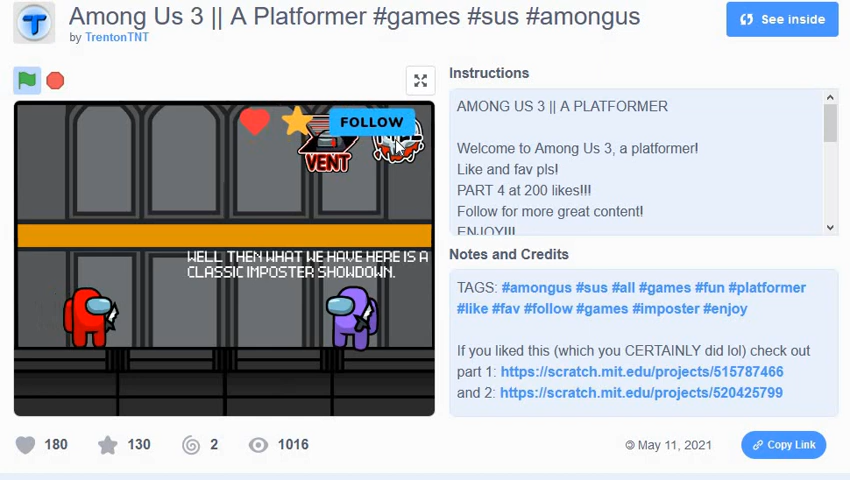 Among Us 3 || A Platformer #games #sus #amongus
by TrentonTNT
See inside
FOLLOW
VENT
WELL THEN WHAT WE HAVE HERE IS A
CLASSIC IMPOSTER SHOWDOWN.
Instructions
AMONG US 3 || A PLATFORMER
Welcome to Among Us 3, a platformer!
Like and fav pls!
PART 4 at 200 likes!!!
Follow for more great content!
ENJOY!!!
Notes and Credits
TAGS: #amongus #sus #all #games #fun #platformer
#like #fav #follow #games #imposter #enjoy
If you liked this (which you CERTAINLY did lol) check out
part 1: https://scratch.mit.edu/projects/515787466
and 2: https://scratch.mit.edu/projects/520425799
180
130
2
1016
© May 11, 2021
Copy Link